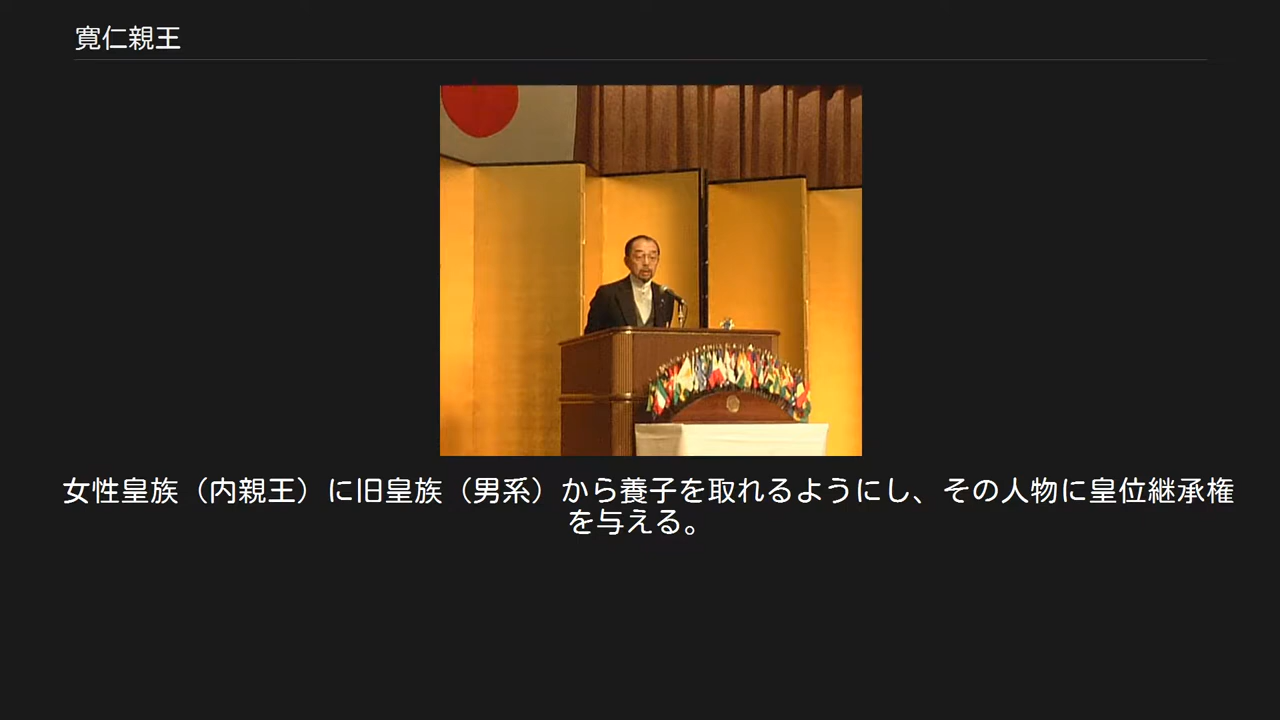 寛仁親王
女性皇族（内親王）に旧皇族（男系）から養子を取れるようにし、その人物に皇位継承権
を与える。